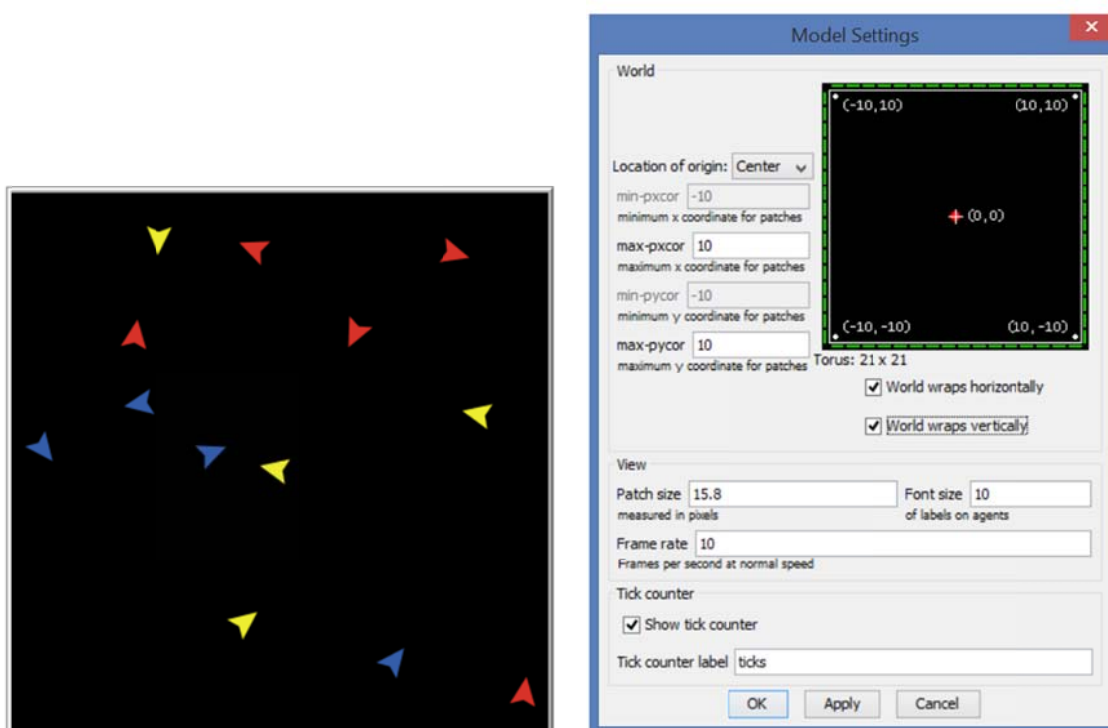 Model Settings
World
(-10,10) (10,10)
Location of origin: Center
(0,0)
min-pxcor -10
minimum x coordinate for patches
max-pxcor 10
maximum x coordinate for patches
min-pycor -10
minimum y coordinate for patches
(-10,-10) (10,-10)
max-pycor 10
maximum y coordinate for patches
Torus: 21 x 21
World wraps horizontally
World wraps vertically
View
Patch size 15.8
measured in pixels
Font size 10
of labels on agents
Frame rate 10
Frames per second at normal speed
Tick counter
Show tick counter
Tick counter label ticks
OK Apply Cancel